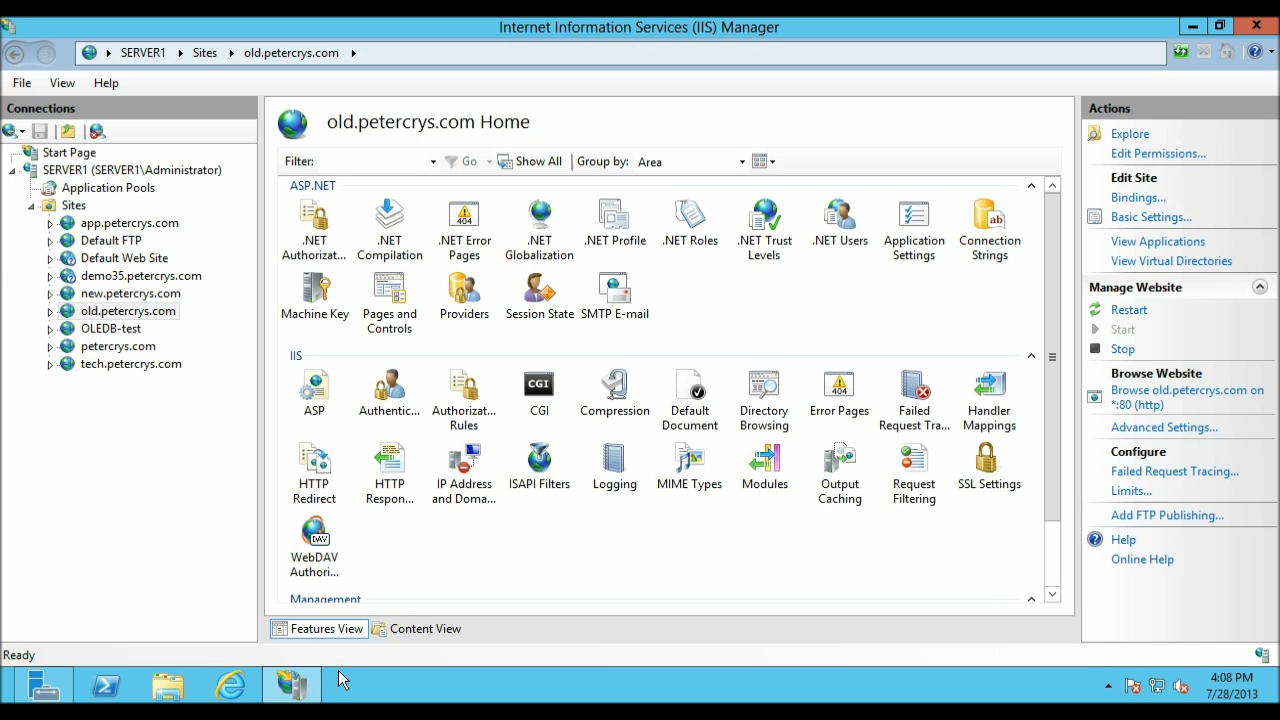 Internet Information Services (IIS) Manager
SERVER1 Sites old.petercrys.com
File View Help
Connections
Start Page
SERVER1 (SERVER1\Administrator)
Application Pools
Sites
app.petercrys.com
Default FTP
Default Web Site
demo35.petercrys.com
new.petercrys.com
old.petercrys.com
OLEDB-test
petercrys.com
tech.petercrys.com
old.petercrys.com Home
Filter: Go Show All Group by: Area
ASP.NET
.NET Authorizat...
.NET Compilation
.NET Error Pages
.NET Globalization
.NET Profile
.NET Roles
.NET Trust Levels
.NET Users
Application Settings
Connection Strings
Machine Key
Pages and Controls
Providers
Session State
SMTP E-mail
IIS
ASP
Authentic...
Authorizat... Rules
CGI
Compression
Default Document
Directory Browsing
Error Pages
Failed Request Tra...
Handler Mappings
HTTP Redirect
HTTP Respon...
IP Address and Doma...
ISAPI Filters
Logging
MIME Types
Modules
Output Caching
Request Filtering
SSL Settings
WebDAV Authori...
Management
Features View Content View
Actions
Explore
Edit Permissions...
Edit Site
Bindings...
Basic Settings...
View Applications
View Virtual Directories
Manage Website
Restart
Start
Stop
Browse Website
Browse old.petercrys.com on
*:80 (http)
Advanced Settings...
Configure
Failed Request Tracing...
Limits...
Add FTP Publishing...
Help
Online Help
Ready
4:08 PM
7/28/2013